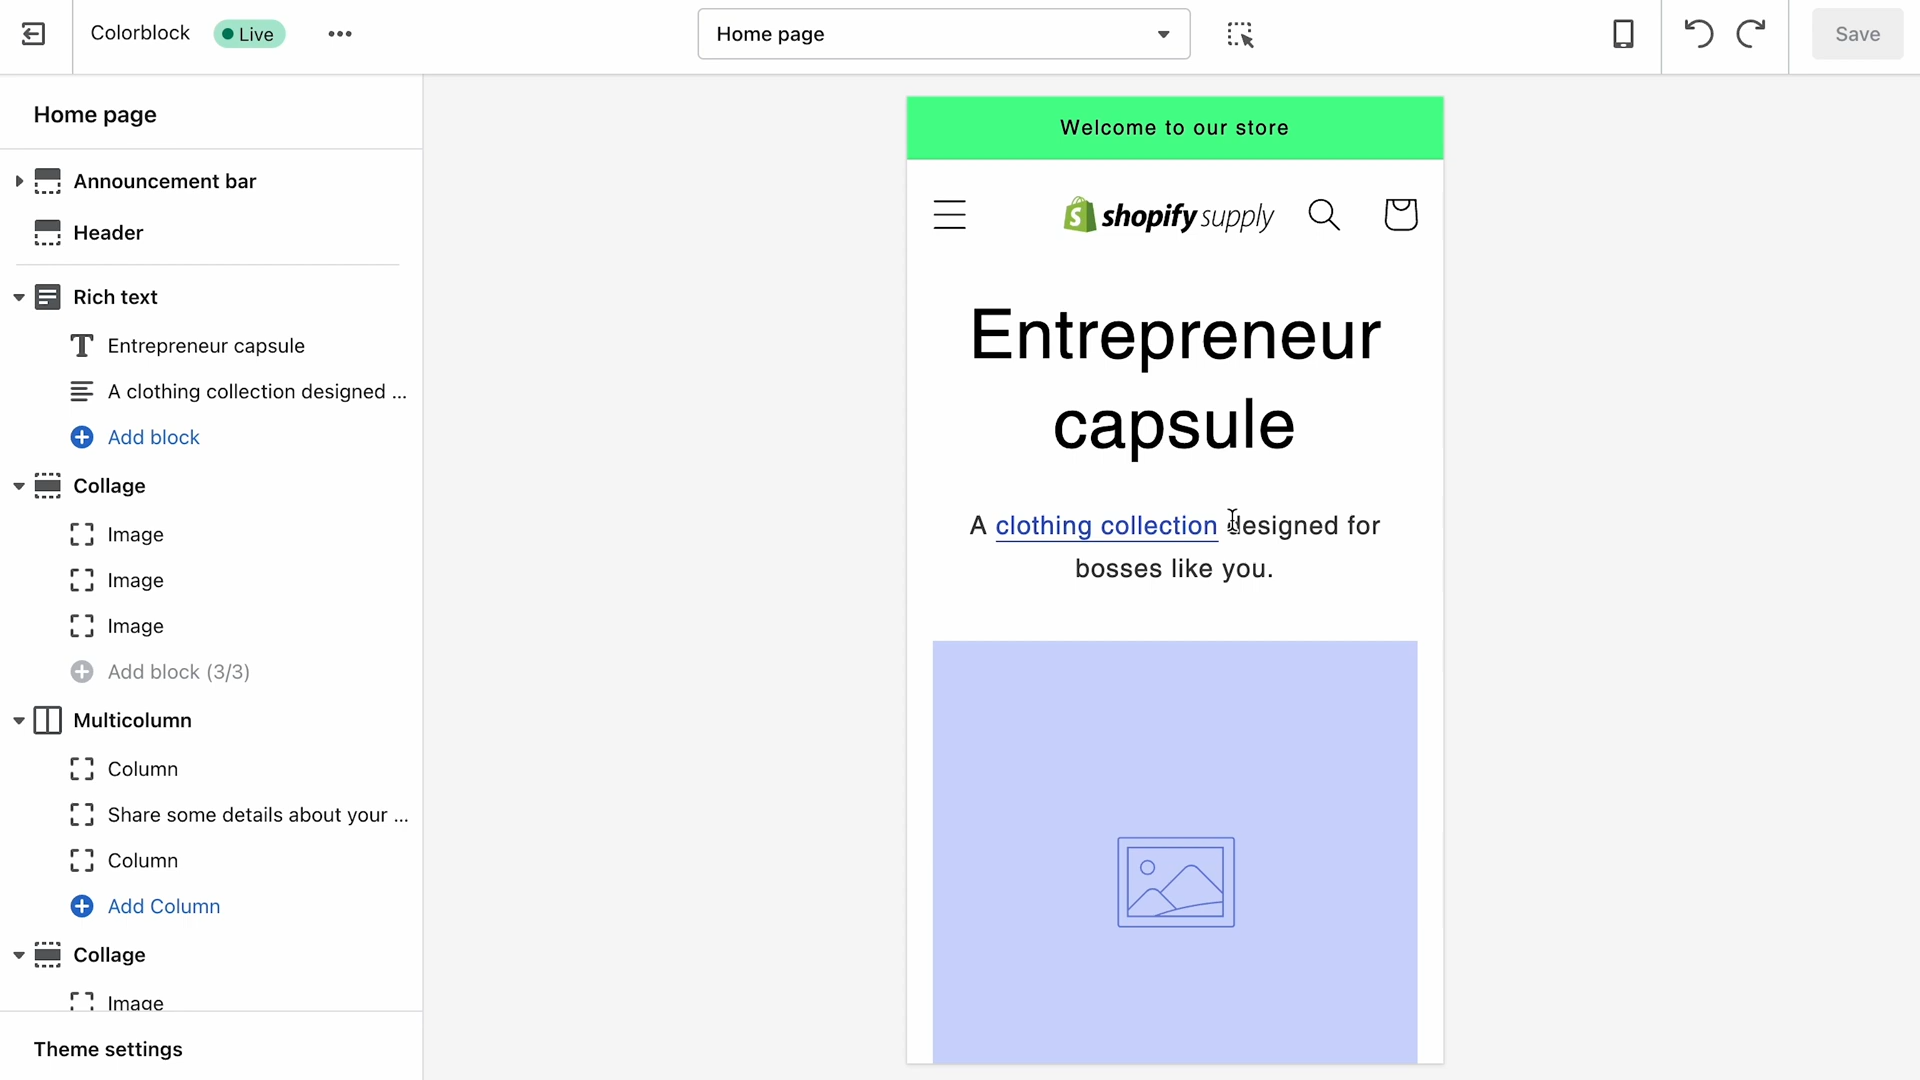 Colorblock
Live
Home page
Save
Home page
Announcement bar
Header
Rich text
Entrepreneur capsule
A clothing collection designed ...
Add block
Collage
Image
Image
Image
Add block (3/3)
Multicolumn
Column
Share some details about your ...
Column
Add Column
Collage
Image
Theme settings
Welcome to our store
shopify supply
Entrepreneur
capsule
A clothing collection designed for
bosses like you.